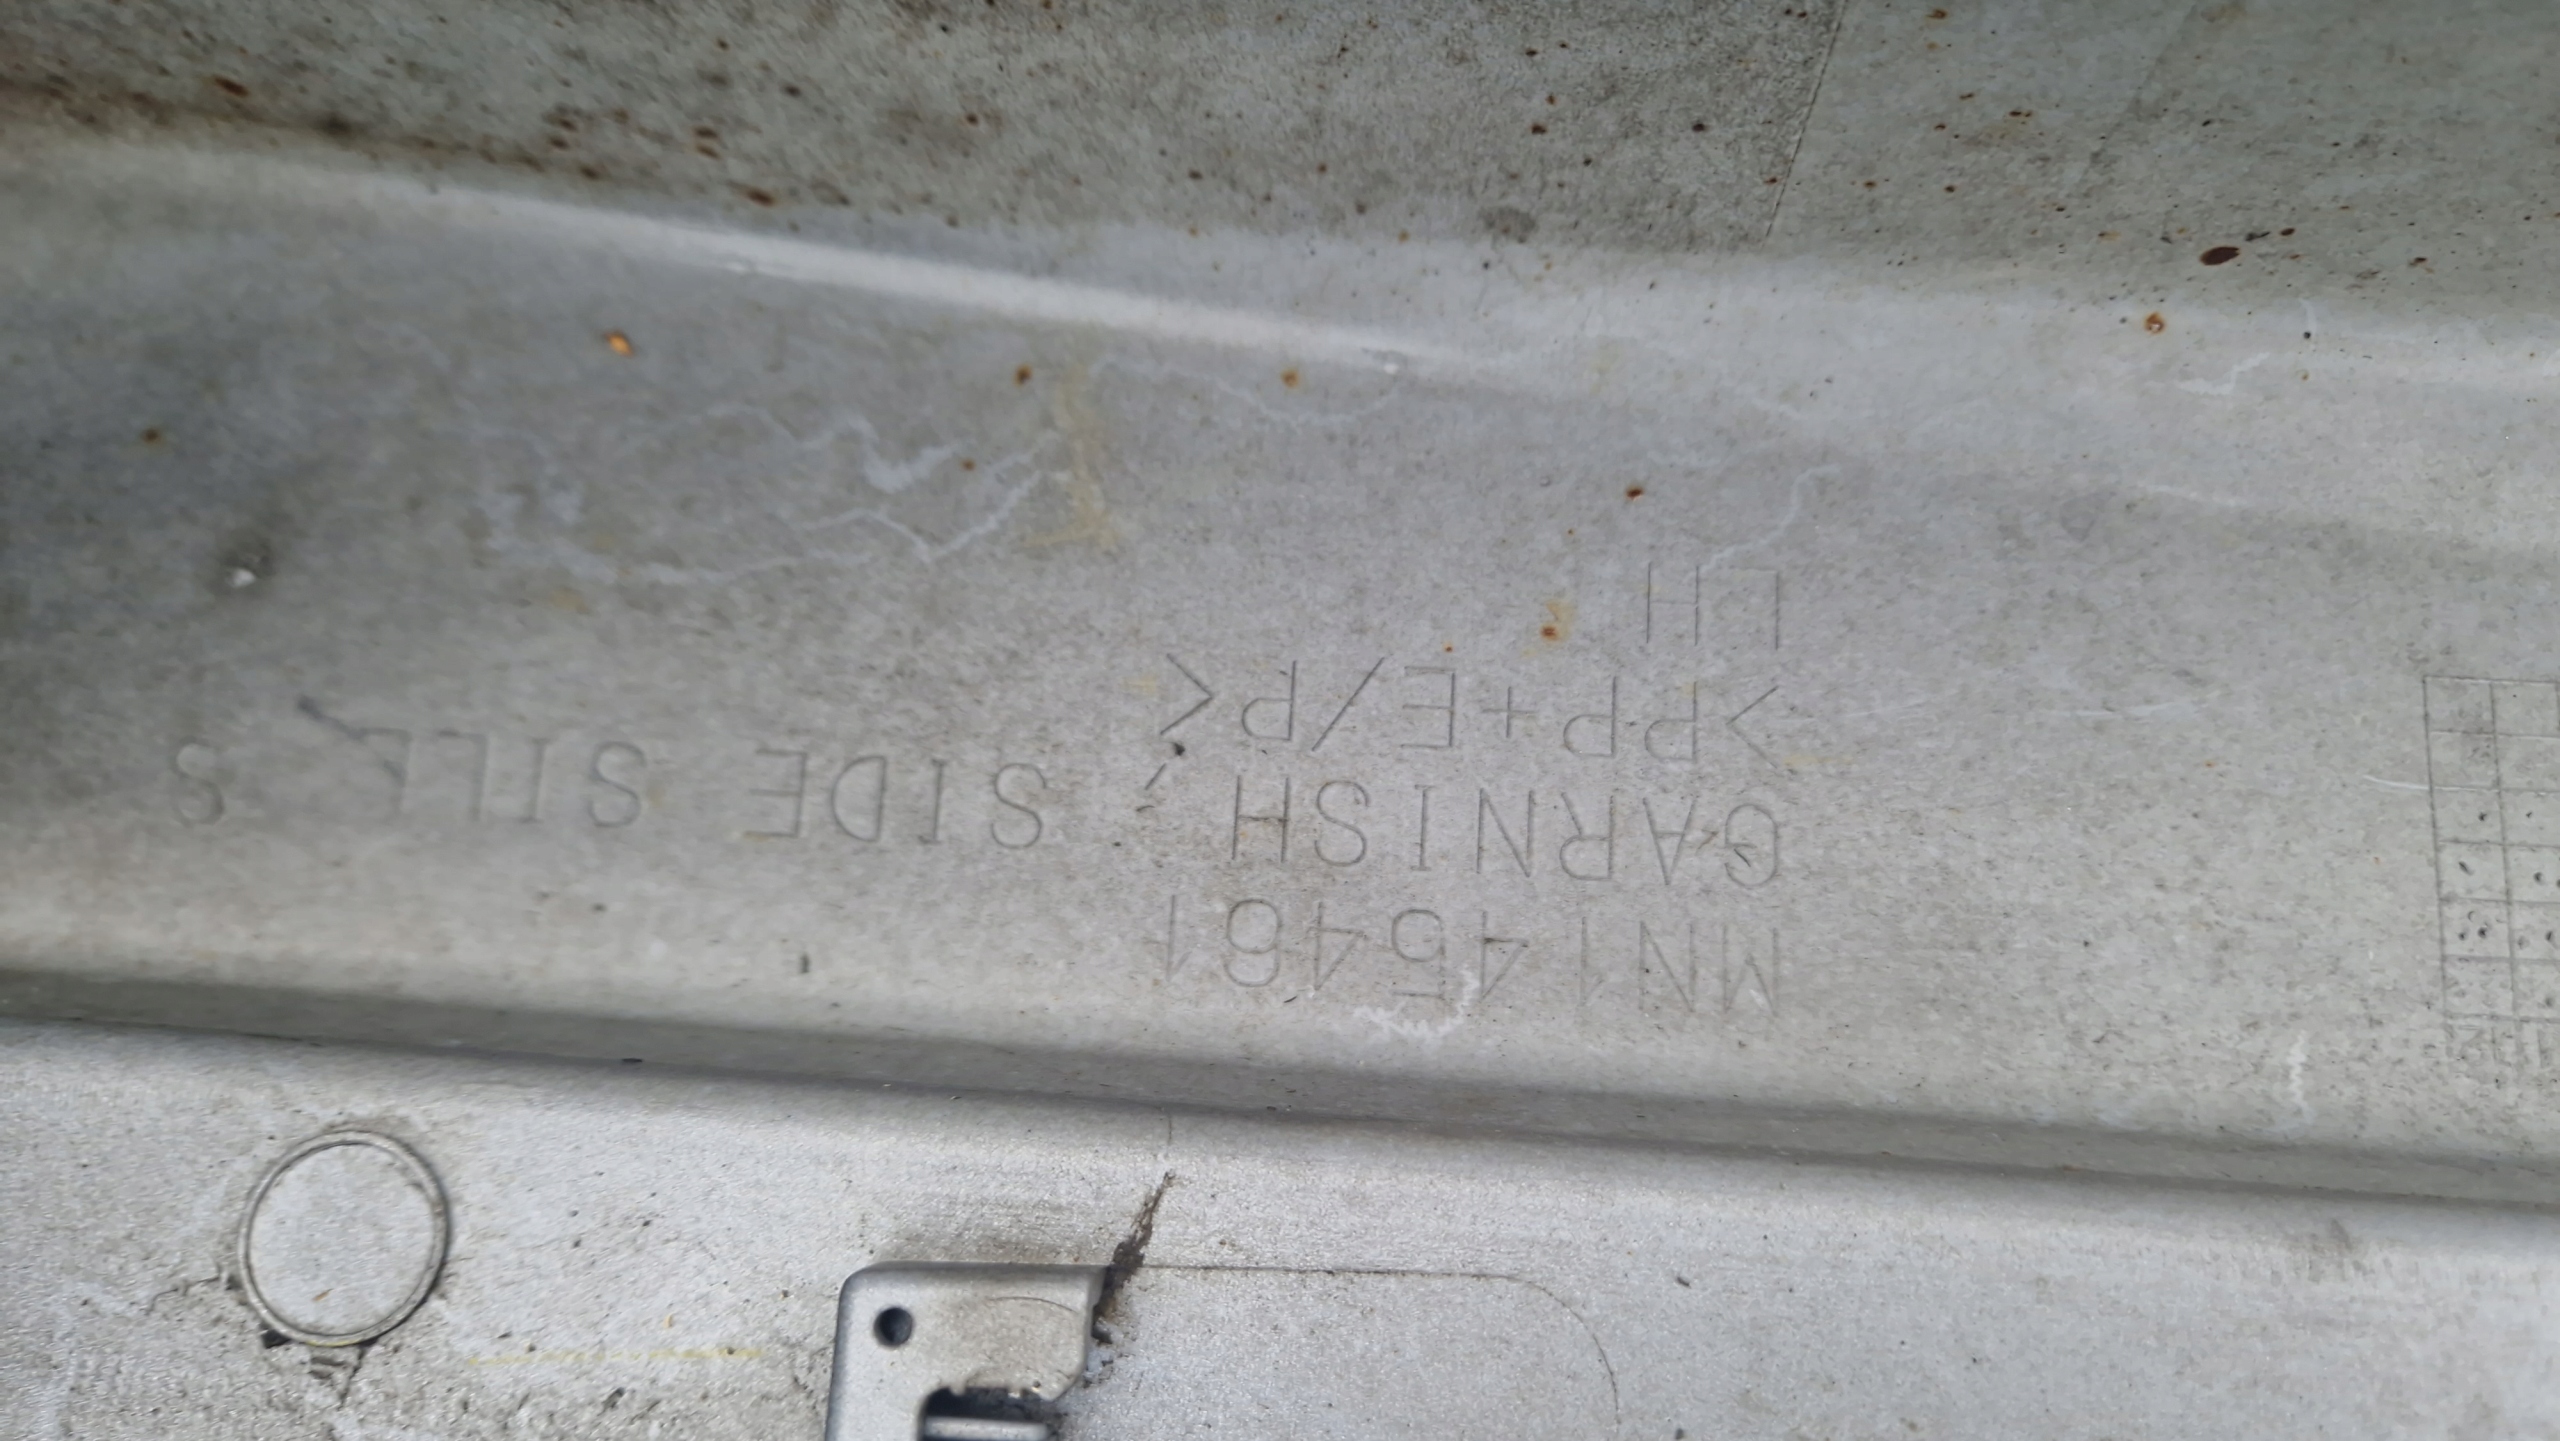 MN145461
GARNISH, SIDE SILL S
>PP+E/P<
LH